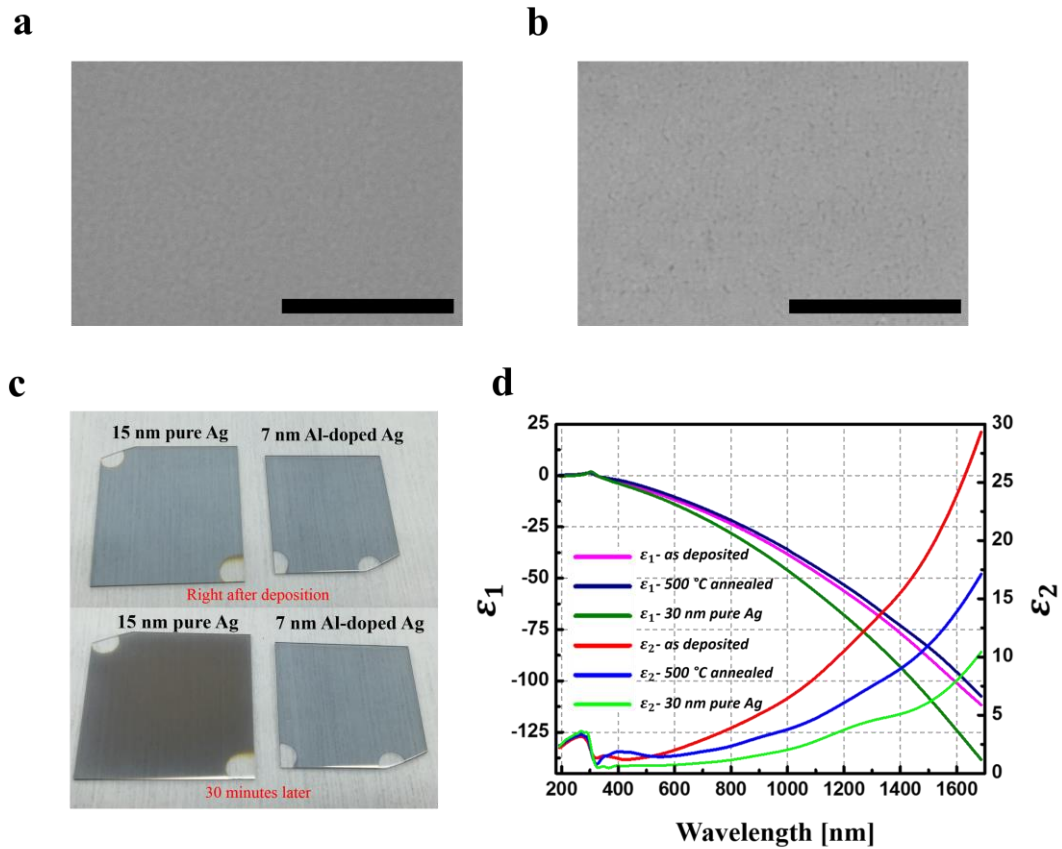 a
b
c
15 nm pure Ag
7 nm Al-doped Ag
Right after deposition
15 nm pure Ag
7 nm Al-doped Ag
30 minutes later
d
25
0
-25
-50
-75
-100
-125
ε₁
ε₁- as deposited
ε₁- 500 °C annealed
ε₁- 30 nm pure Ag
ε₂- as deposited
ε₂- 500 °C annealed
ε₂- 30 nm pure Ag
30
25
20
15
10
5
0
ε₂
200 400 600 800 1000 1200 1400 1600
Wavelength [nm]